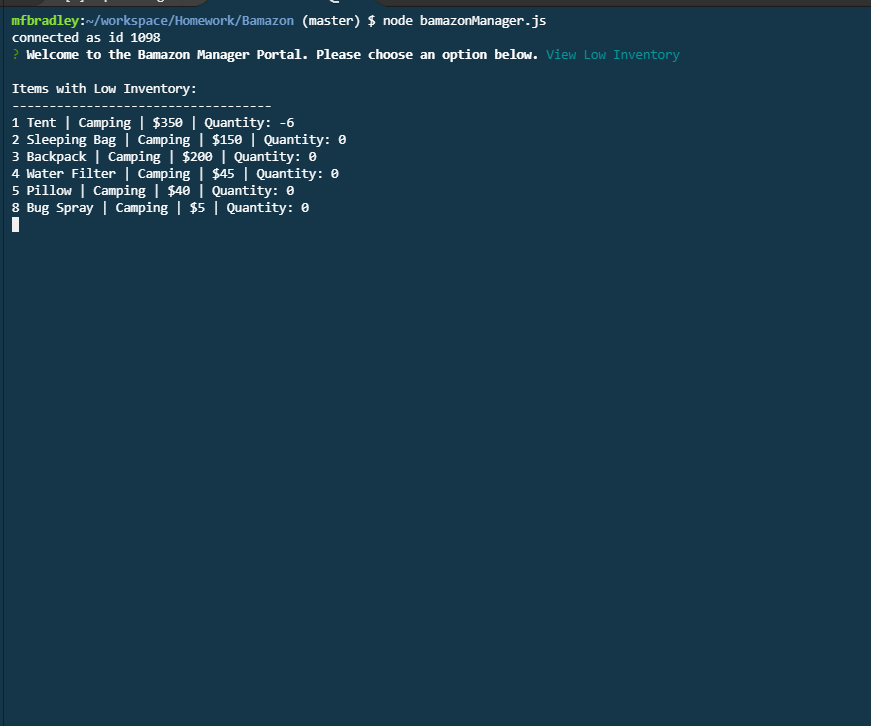 mfbradley:~/workspace/Homework/Bamazon (master) $ node bamazonManager.js
connected as id 1098
? Welcome to the Bamazon Manager Portal. Please choose an option below. View Low Inventory
Items with Low Inventory:
-----------------------------------
1 Tent | Camping | $350 | Quantity: -6
2 Sleeping Bag | Camping | $150 | Quantity: 0
3 Backpack | Camping | $200 | Quantity: 0
4 Water Filter | Camping | $45 | Quantity: 0
5 Pillow | Camping | $40 | Quantity: 0
8 Bug Spray | Camping | $5 | Quantity: 0